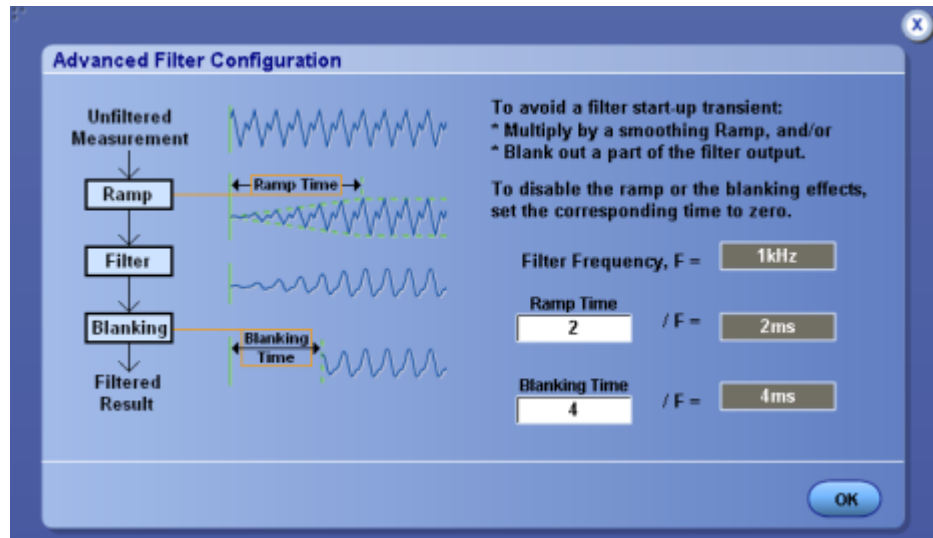 X
Advanced Filter Configuration
Unfiltered
Measurement
Ramp
Filter
Blanking
Filtered
Result
Ramp Time
Blanking
Time
To avoid a filter start-up transient:
* Multiply by a smoothing Ramp, and/or
* Blank out a part of the filter output.
To disable the ramp or the blanking effects,
set the corresponding time to zero.
Filter Frequency, F = 1kHz
Ramp Time
2 / F = 2ms
Blanking Time
4 / F = 4ms
OK